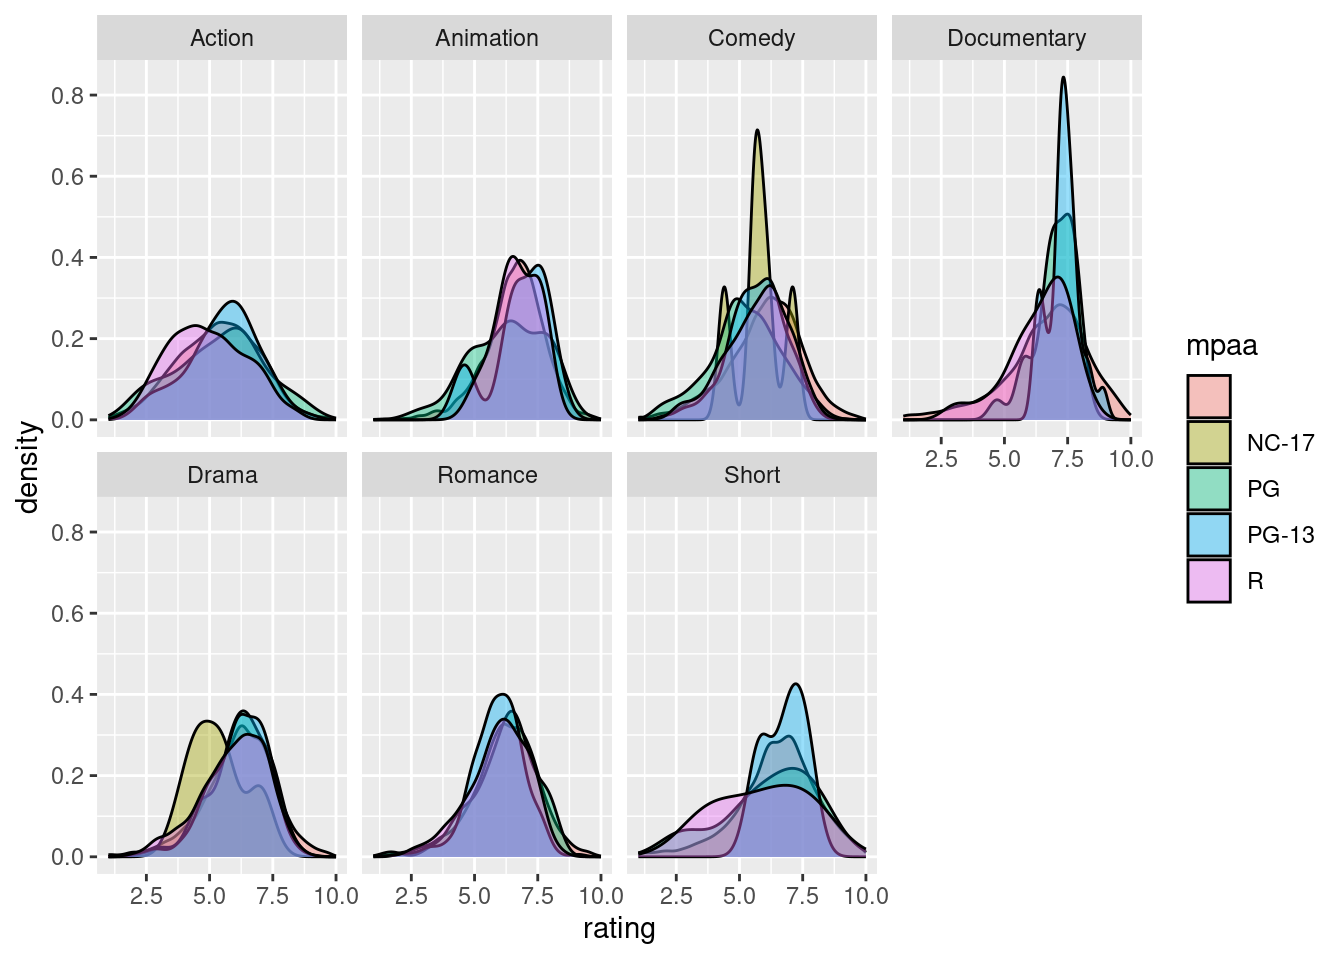 Action
Animation
Comedy
Documentary
0.8
0.6
0.4
0.2
0.0
2.5 5.0 7.5 10.0
Drama
Romance
Short
0.8
0.6
0.4
0.2
0.0
2.5 5.0 7.5 10.0
2.5 5.0 7.5 10.0
2.5 5.0 7.5 10.0
rating
density
mpaa
NC-17
PG
PG-13
R